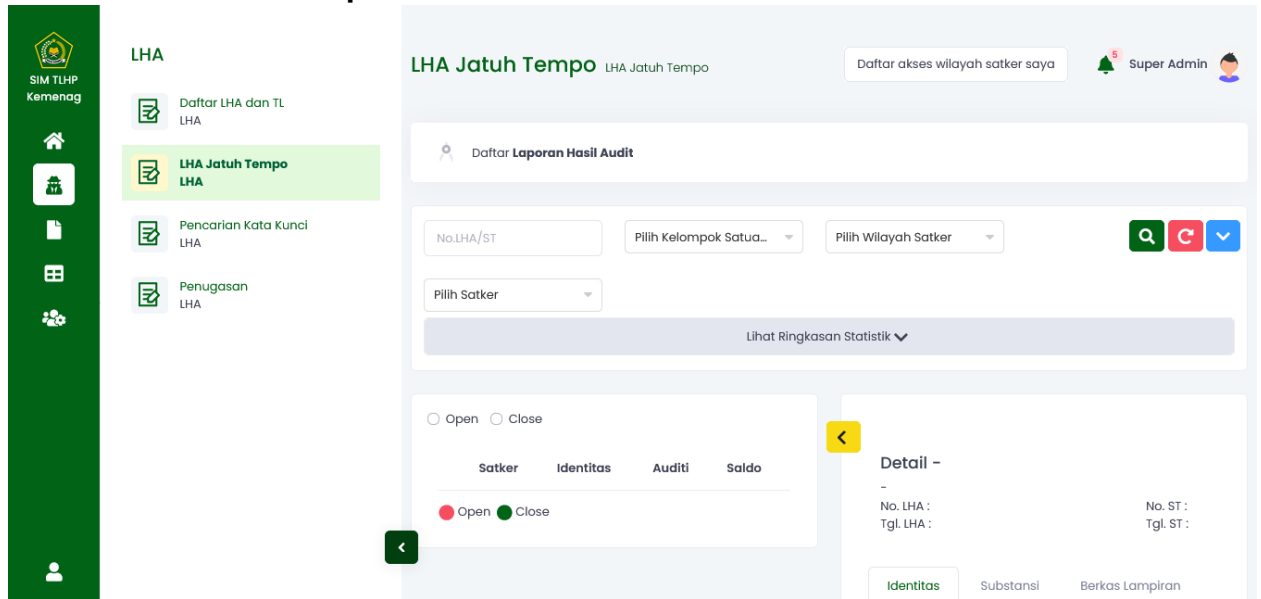 SIM TLHP
Kemenag
LHA
Daftar LHA dan TL
LHA
LHA Jatuh Tempo
LHA
Pencarian Kata Kunci
LHA
Penugasan
LHA
LHA Jatuh Tempo LHA Jatuh Tempo
Daftar akses wilayah satker saya
5
Super Admin
Daftar Laporan Hasil Audit
No.LHA/ST
Pilih Kelompok Satua...
Pilih Wilayah Satker
Pilih Satker
Lihat Ringkasan Statistik
Open Close
Satker Identitas Auditi Saldo
Open Close
Detail -
-
No. LHA :
Tgl. LHA :
No. ST :
Tgl. ST :
Identitas Substansi Berkas Lampiran